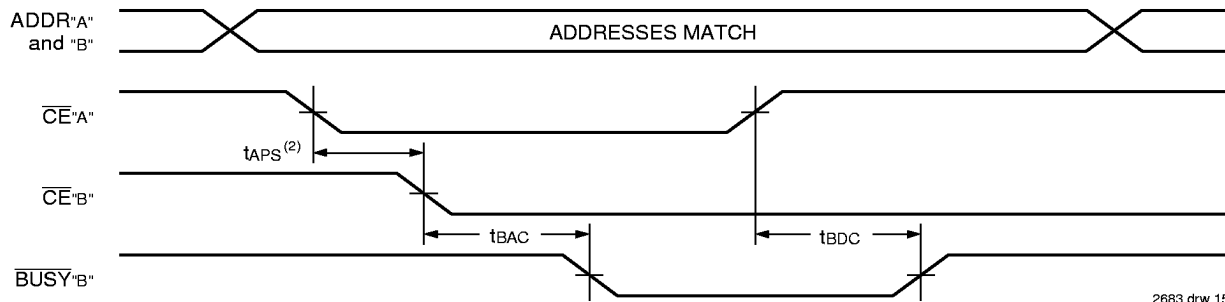 ADDR"A"
and "B"
ADDRESSES MATCH
CE"A"
tAPS(2)
CE"B"
tBAC
tBDC
BUSY"B"
2683 drw 15